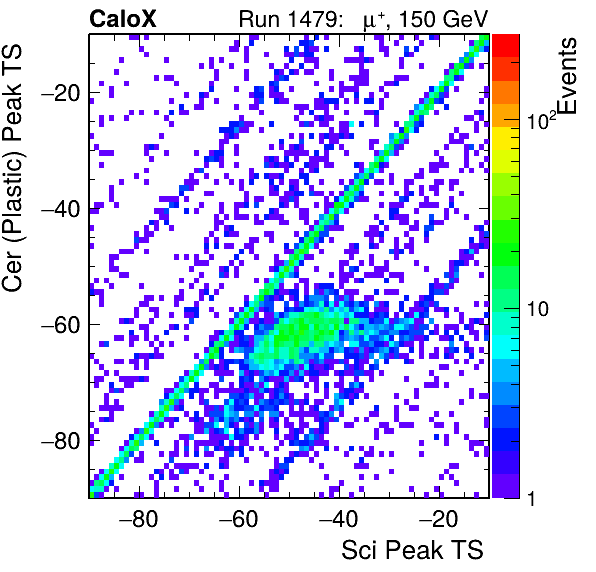 CaloX Run 1479: μ⁺, 150 GeV
Cer (Plastic) Peak TS
−20
−40
−60
−80
−80 −60 −40 −20
Sci Peak TS
Events
10²
10
1